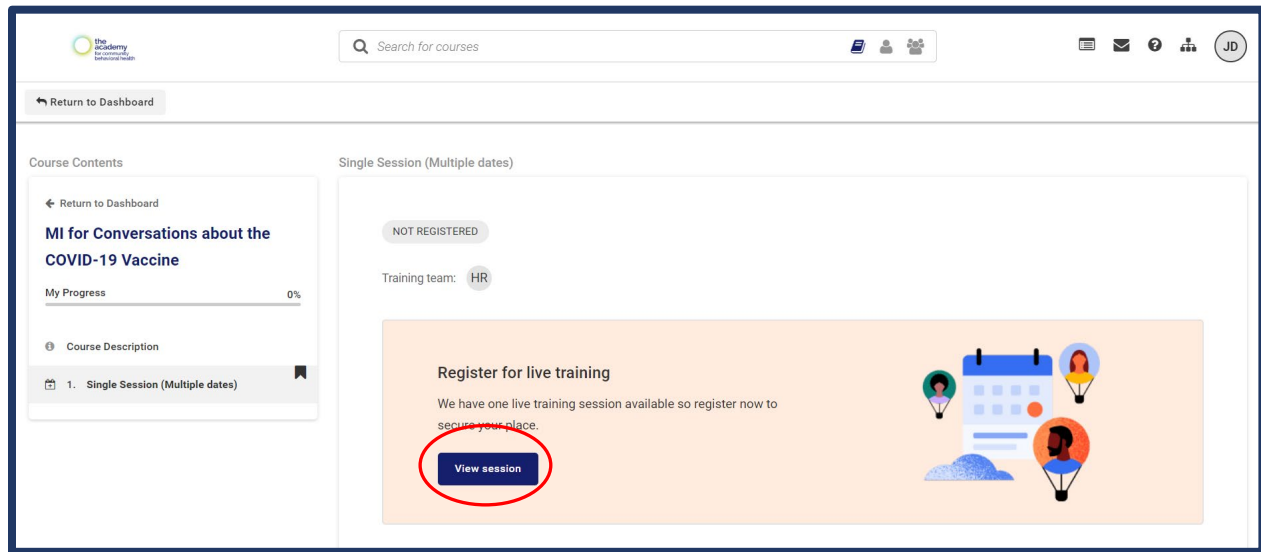 the
academy
for community
behavioral health
Search for courses
JD
Return to Dashboard
Course Contents
Single Session (Multiple dates)
Return to Dashboard
MI for Conversations about the
COVID-19 Vaccine
My Progress 0%
Course Description
1. Single Session (Multiple dates)
NOT REGISTERED
Training team: HR
Register for live training
We have one live training session available so register now to
secure your place.
View session